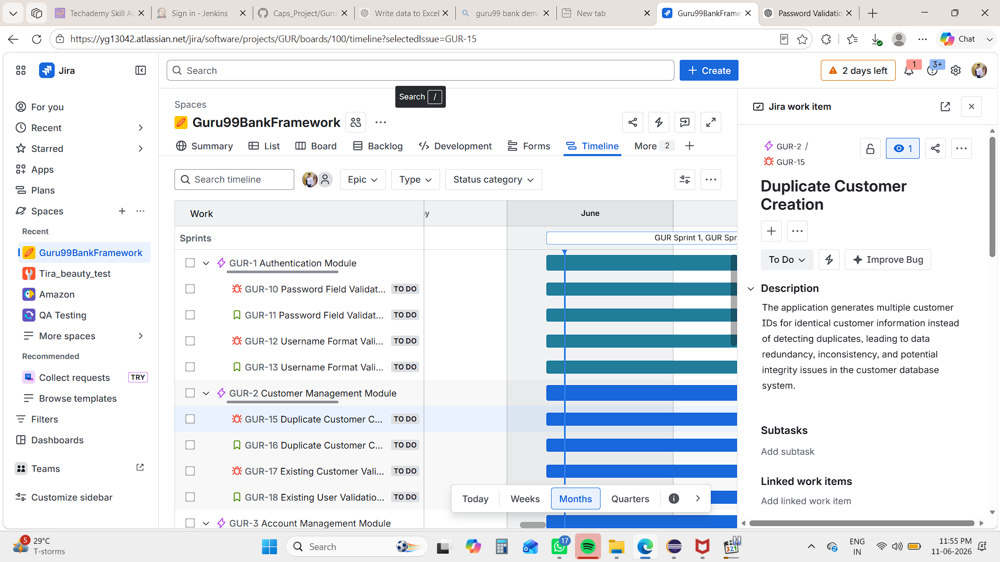 Techademy Skill As
Sign in - Jenkins
Caps_Project/Guru
Write data to Excel
guru99 bank demo
New tab
Guru99BankFrame
Password Validatio
https://yg13042.atlassian.net/jira/software/projects/GUR/boards/100/timeline?selectedIssue=GUR-15
Chat
Jira
Search
Create
2 days left
1
3+
Search /
For you
Recent
Starred
Apps
Plans
Spaces
Recent
Guru99BankFramework
Tira_beauty_test
Amazon
QA Testing
More spaces
Recommended
Collect requests TRY
Browse templates
Filters
Dashboards
Teams
Customize sidebar
Spaces
Guru99BankFramework
Summary List Board Backlog Development Forms Timeline More 2
Search timeline Epic Type Status category
Work
y
June
Sprints
GUR Sprint 1, GUR Spr
GUR-1 Authentication Module
GUR-10 Password Field Validat... TO DO
GUR-11 Password Field Validat... TO DO
GUR-12 Username Format Vali... TO DO
GUR-13 Username Format Vali... TO DO
GUR-2 Customer Management Module
GUR-15 Duplicate Customer C... TO DO
GUR-16 Duplicate Customer C... TO DO
GUR-17 Existing Customer Vali... TO DO
GUR-18 Existing User Validatio... TO DO
GUR-3 Account Management Module
Today Weeks Months Quarters
Jira work item
GUR-2 /
GUR-15
1
Duplicate Customer
Creation
To Do
Improve Bug
Description
The application generates multiple customer
IDs for identical customer information instead
of detecting duplicates, leading to data
redundancy, inconsistency, and potential
integrity issues in the customer database
system.
Subtasks
Add subtask
Linked work items
Add linked work item
5
29°C
T-storms
Search
17
321
ENG
IN
11:55 PM
11-06-2026